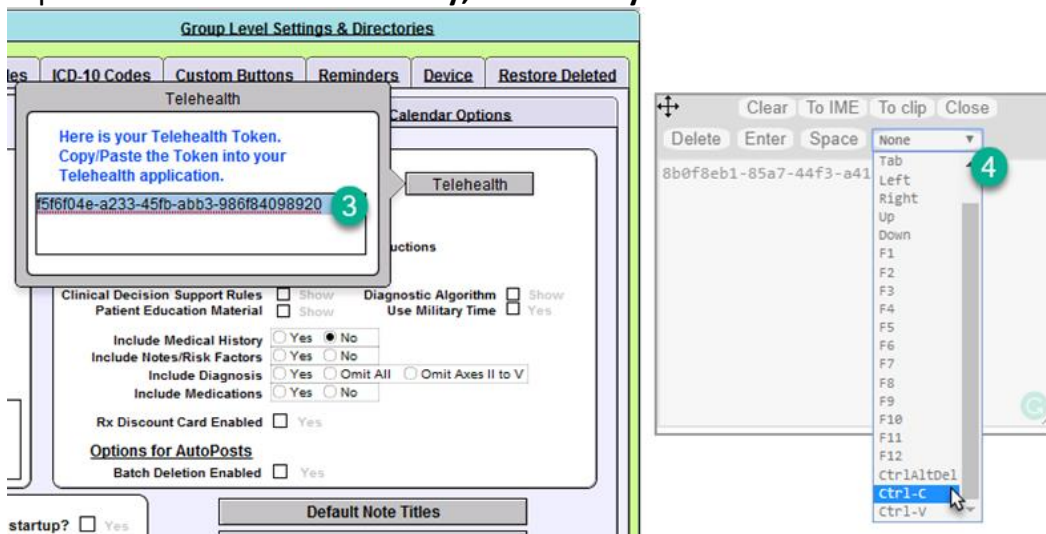 Group Level Settings & Directories
ICD-10 Codes Custom Buttons Reminders Device Restore Deleted
Telehealth
Calendar Options
Here is your Telehealth Token.
Copy/Paste the Token into your
Telehealth application.
f5f6f04e-a233-45fb-abb3-986f84098920 3
Telehealth
uctions
Clinical Decision Support Rules Show Diagnostic Algorithm Show
Patient Education Material Show Use Military Time Yes
Include Medical History Yes No
Include Notes/Risk Factors Yes No
Include Diagnosis Yes Omit All Omit Axes II to V
Include Medications Yes No
Rx Discount Card Enabled Yes
Options for AutoPosts
Batch Deletion Enabled Yes
Default Note Titles
startup? Yes
Clear To IME To clip Close
Delete Enter Space None
8b0f8eb1-85a7-44f3-a41
4
Tab
Left
Right
Up
Down
F1
F2
F3
F4
F5
F6
F7
F8
F9
F10
F11
F12
CtrlAltDel
Ctrl-C
Ctrl-V